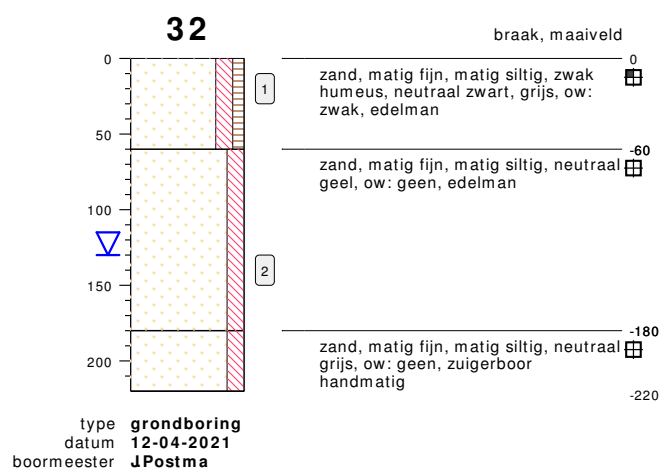 32
braak, maaiveld
0
0
zand, matig fijn, matig siltig, zwak
humeus, neutraal zwart, grijs, ow:
zwak, edelman
1
50
-60
zand, matig fijn, matig siltig, neutraal
geel, ow: geen, edelman
100
150
2
-180
zand, matig fijn, matig siltig, neutraal
grijs, ow: geen, zuigerboor
handmatig
200
-220
type grondboring
datum 12-04-2021
boormeester J.Postma